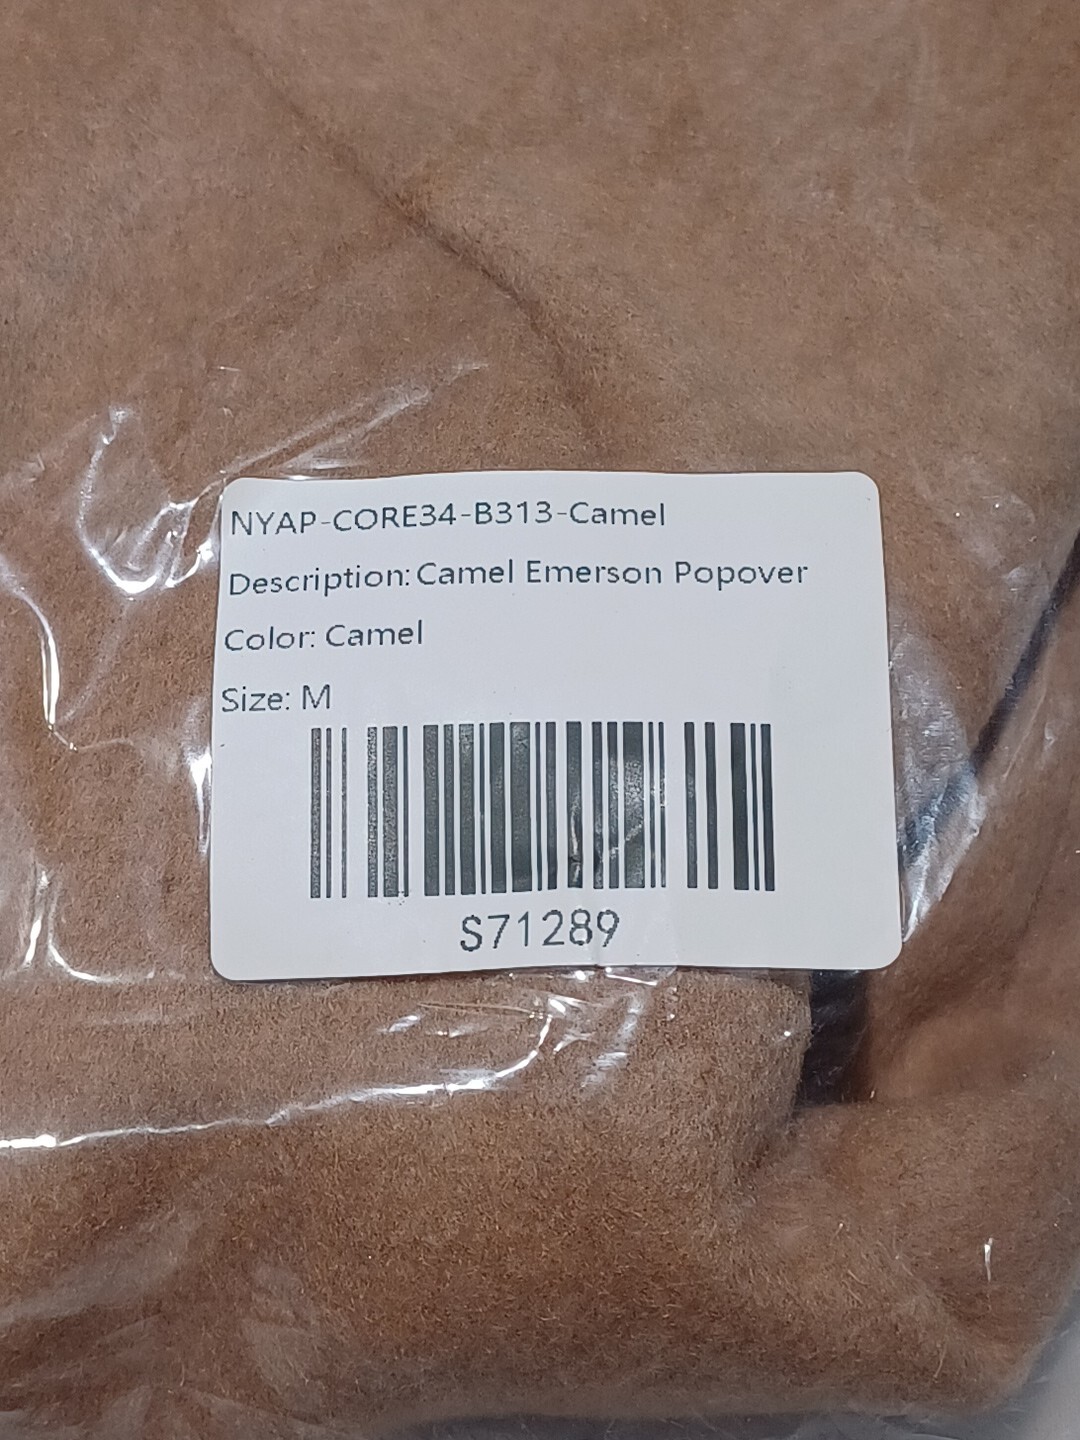 NYAP-CORE34-B313-Camel
Description: Camel Emerson Popover
Color: Camel
Size: M
S71289